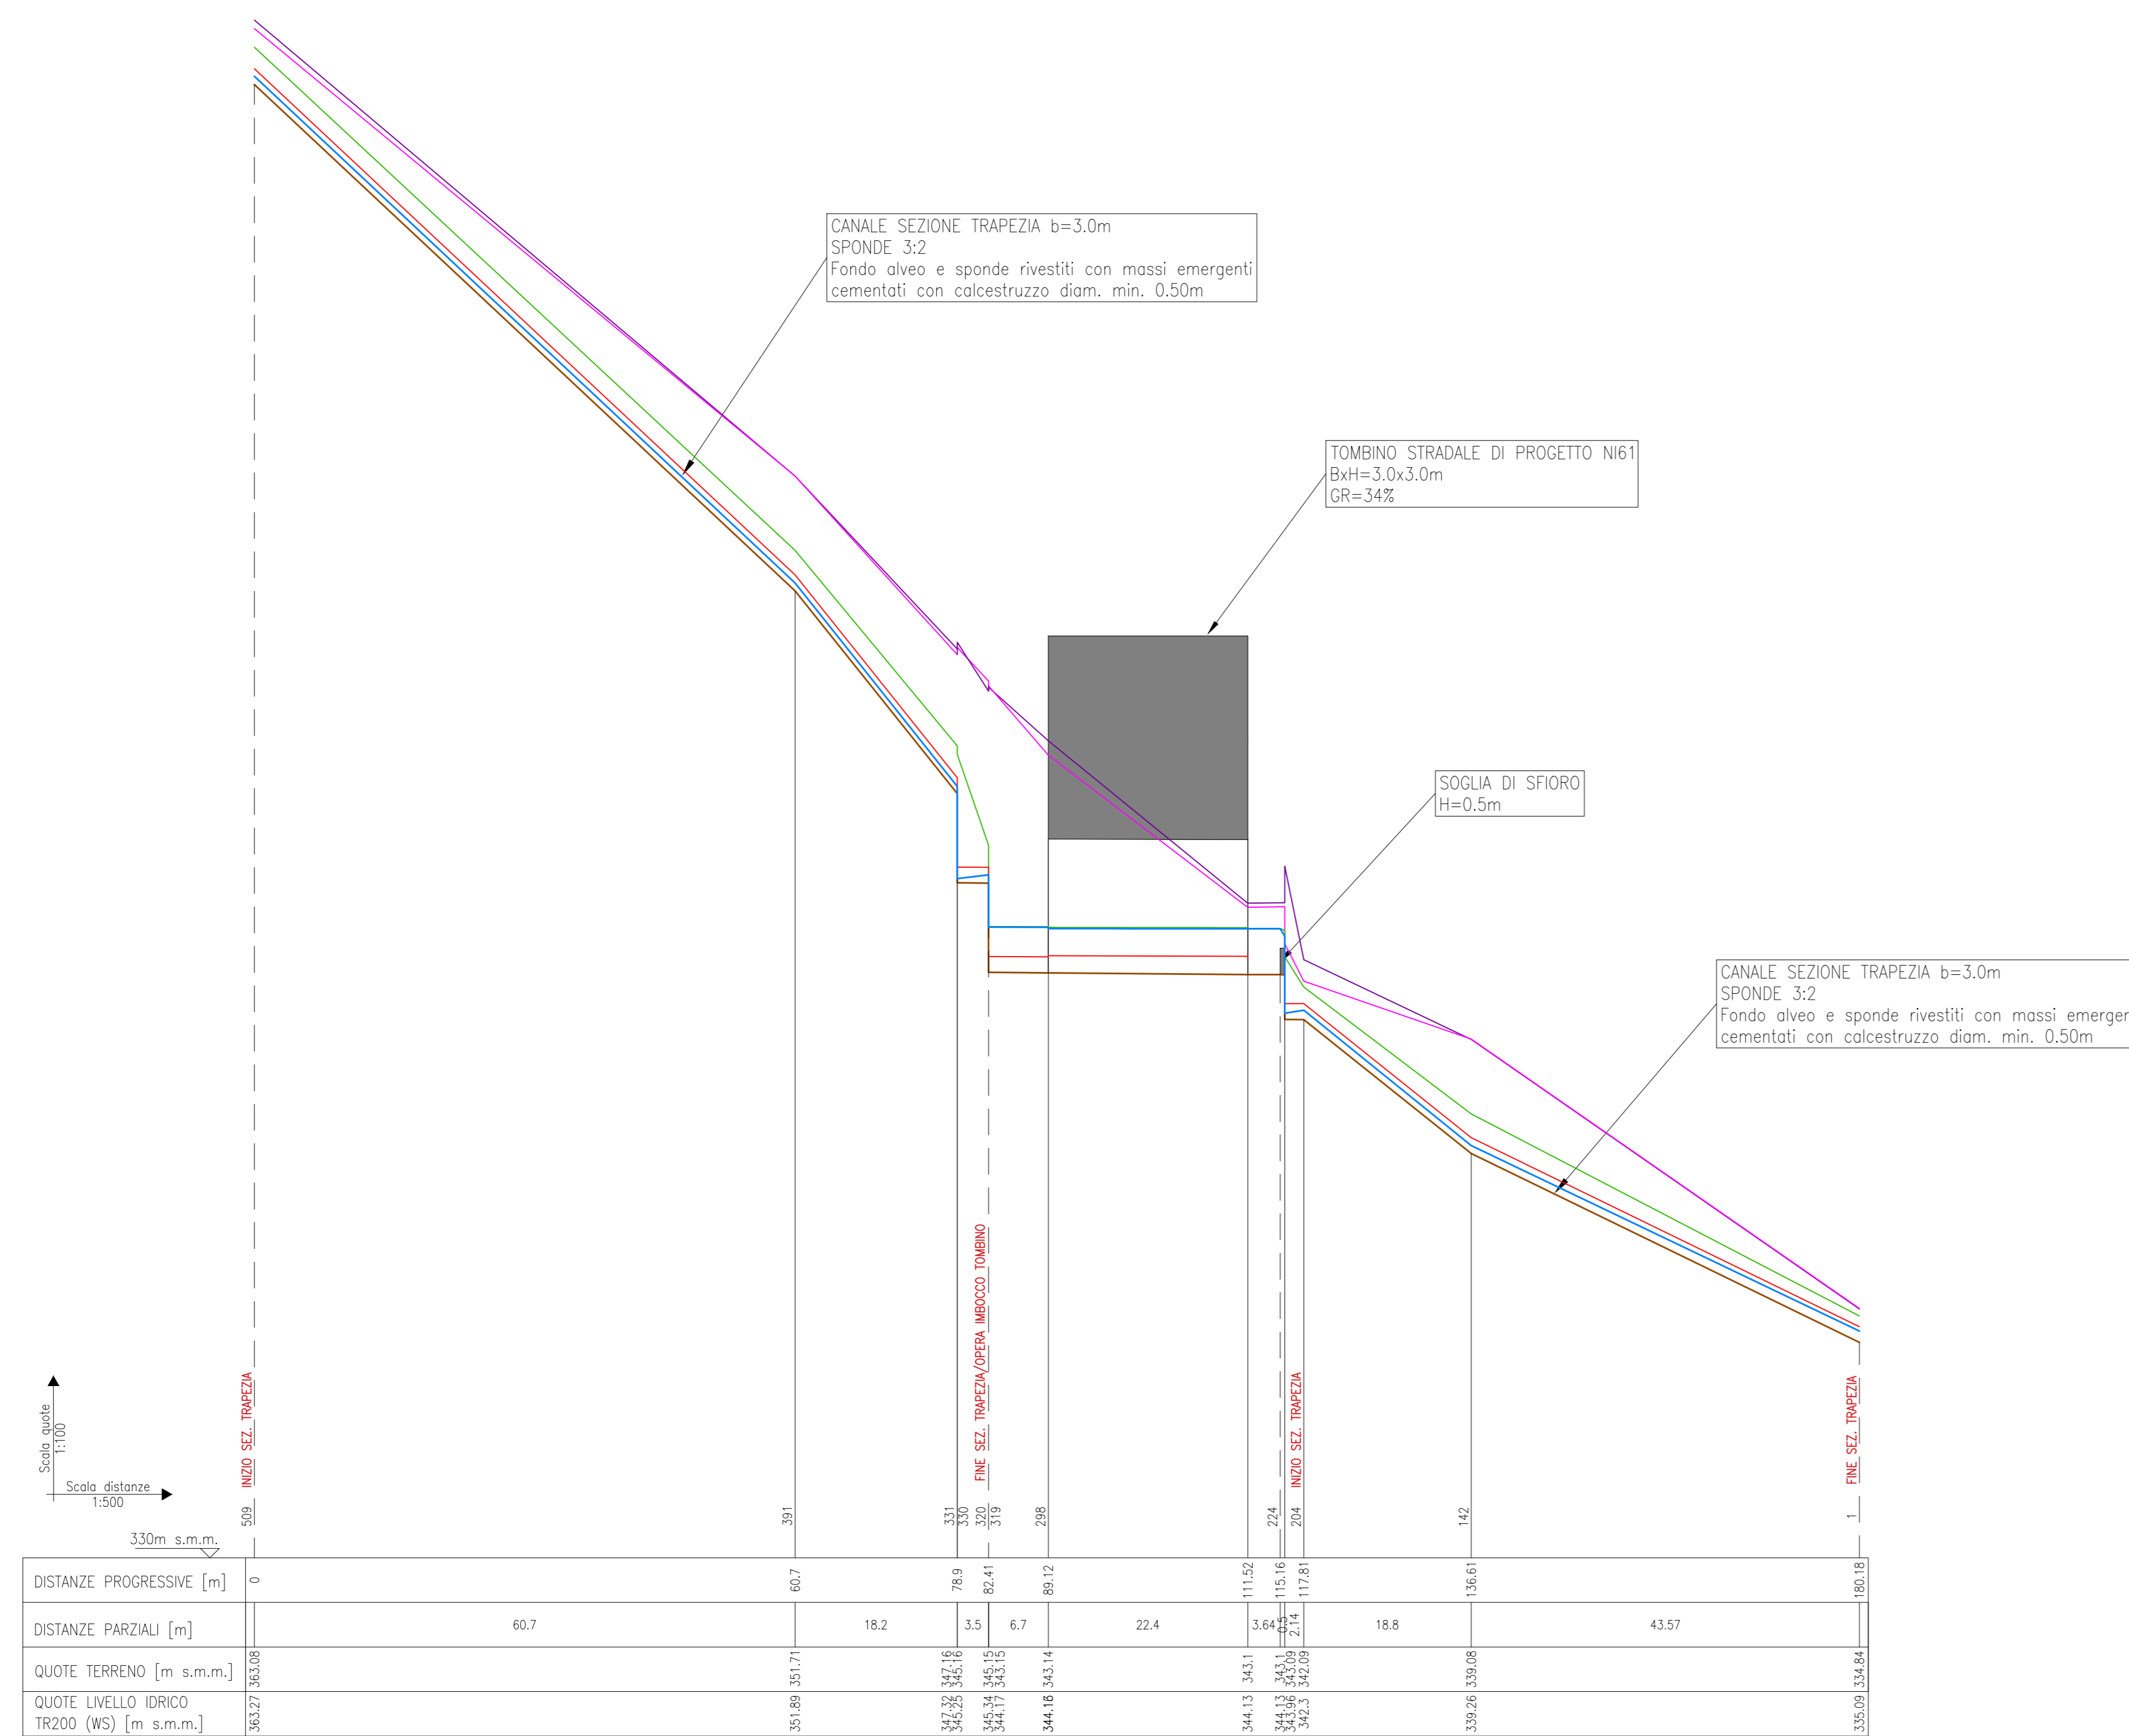 CANALE SEZIONE TRAPEZIA b=3.0m
SPONDE 3:2
Fondo alveo e sponde rivestiti con massi emergenti
cementati con calcestruzzo diam. min. 0.50m
TOMBINO STRADALE DI PROGETTO NI61
BxH=3.0x3.0m
GR=34%
SOGLIA DI SFIORO
H=0.5m
CANALE SEZIONE TRAPEZIA b=3.0m
SPONDE 3:2
Fondo alveo e sponde rivestiti con massi emerger
cementati con calcestruzzo diam. min. 0.50m
Scala quote
1:100
Scala distanze
1:500
330m s.m.m.
509 INIZIO SEZ. TRAPEZIA
391
331
330
320 FINE SEZ. TRAPEZIA/OPERA IMBOCCO TOMBINO
319
298
224
204 INIZIO SEZ. TRAPEZIA
142
1 FINE SEZ. TRAPEZIA
DISTANZE PROGRESSIVE [m] 0 60.7 78.9 82.41 89.12 111.52 115.16 117.81 136.61 180.18
DISTANZE PARZIALI [m] 60.7 18.2 3.5 6.7 22.4 3.64 0.5 2.14 18.8 43.57
QUOTE TERRENO [m s.m.m.] 363.08 351.71 347.16 345.16 345.15 343.15 343.14 343.1 343.1 343.09 342.09 339.08 334.84
QUOTE LIVELLO IDRICO
TR200 (WS) [m s.m.m.] 363.27 351.89 347.32 345.25 345.34 344.17 344.16 344.13 344.13 343.96 342.3 339.26 335.09